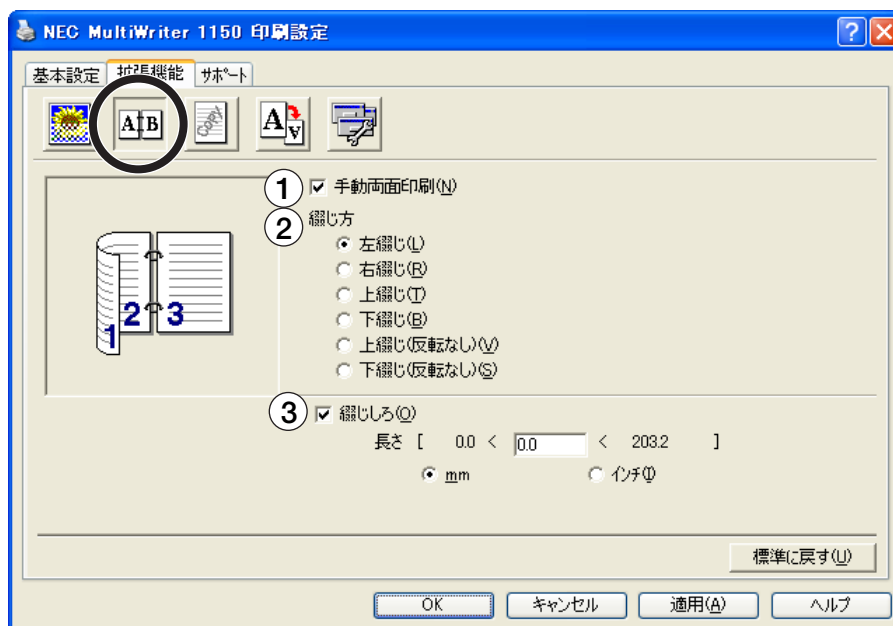 NEC MultiWriter 1150 印刷設定
基本設定 拡張機能 サポート
A B COPY A A
① 手動両面印刷(N)
② 綴じ方
左綴じ(L)
右綴じ(R)
上綴じ(T)
下綴じ(B)
上綴じ(反転なし)(V)
下綴じ(反転なし)(S)
1 2 3
③ 綴じしろ(O)
長さ [ 0.0 < 0.0 < 203.2 ]
mm インチ(I)
標準に戻す(U)
OK キャンセル 適用(A) ヘルプ